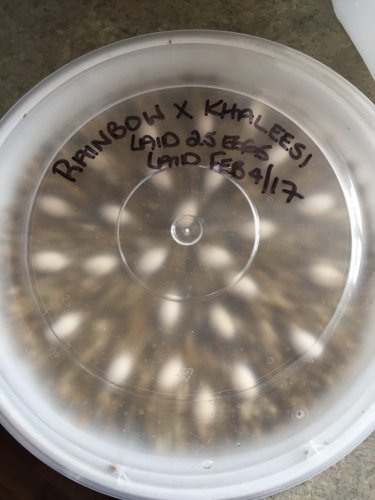 RAINBOW X KHALEESI
LAID 25 EGGS
LAID FEB 4/17